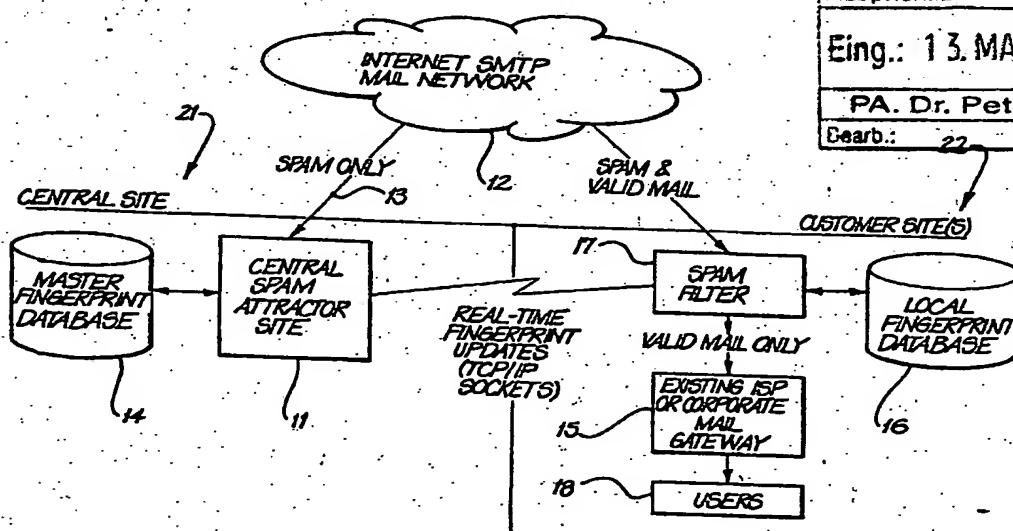 Eing.: 13. MA
PA. Dr. Pet
Bearb.:
22
INTERNET SMTP
MAIL NETWORK
21
12
SPAM ONLY
13
SPAM &
VALID MAIL
CENTRAL SITE
CUSTOMER SITE(S)
MASTER
FINGERPRINT
DATABASE
14
CENTRAL
SPAM
ATTRACTOR
SITE
11
REAL-TIME
FINGERPRINT
UPDATES
(TCP/IP
SOCKETS)
17
SPAM
FILTER
LOCAL
FINGERPRINT
DATABASE
16
VALID MAIL ONLY
EXISTING ISP
OR CORPORATE
MAIL
GATEWAY
15
18
USERS